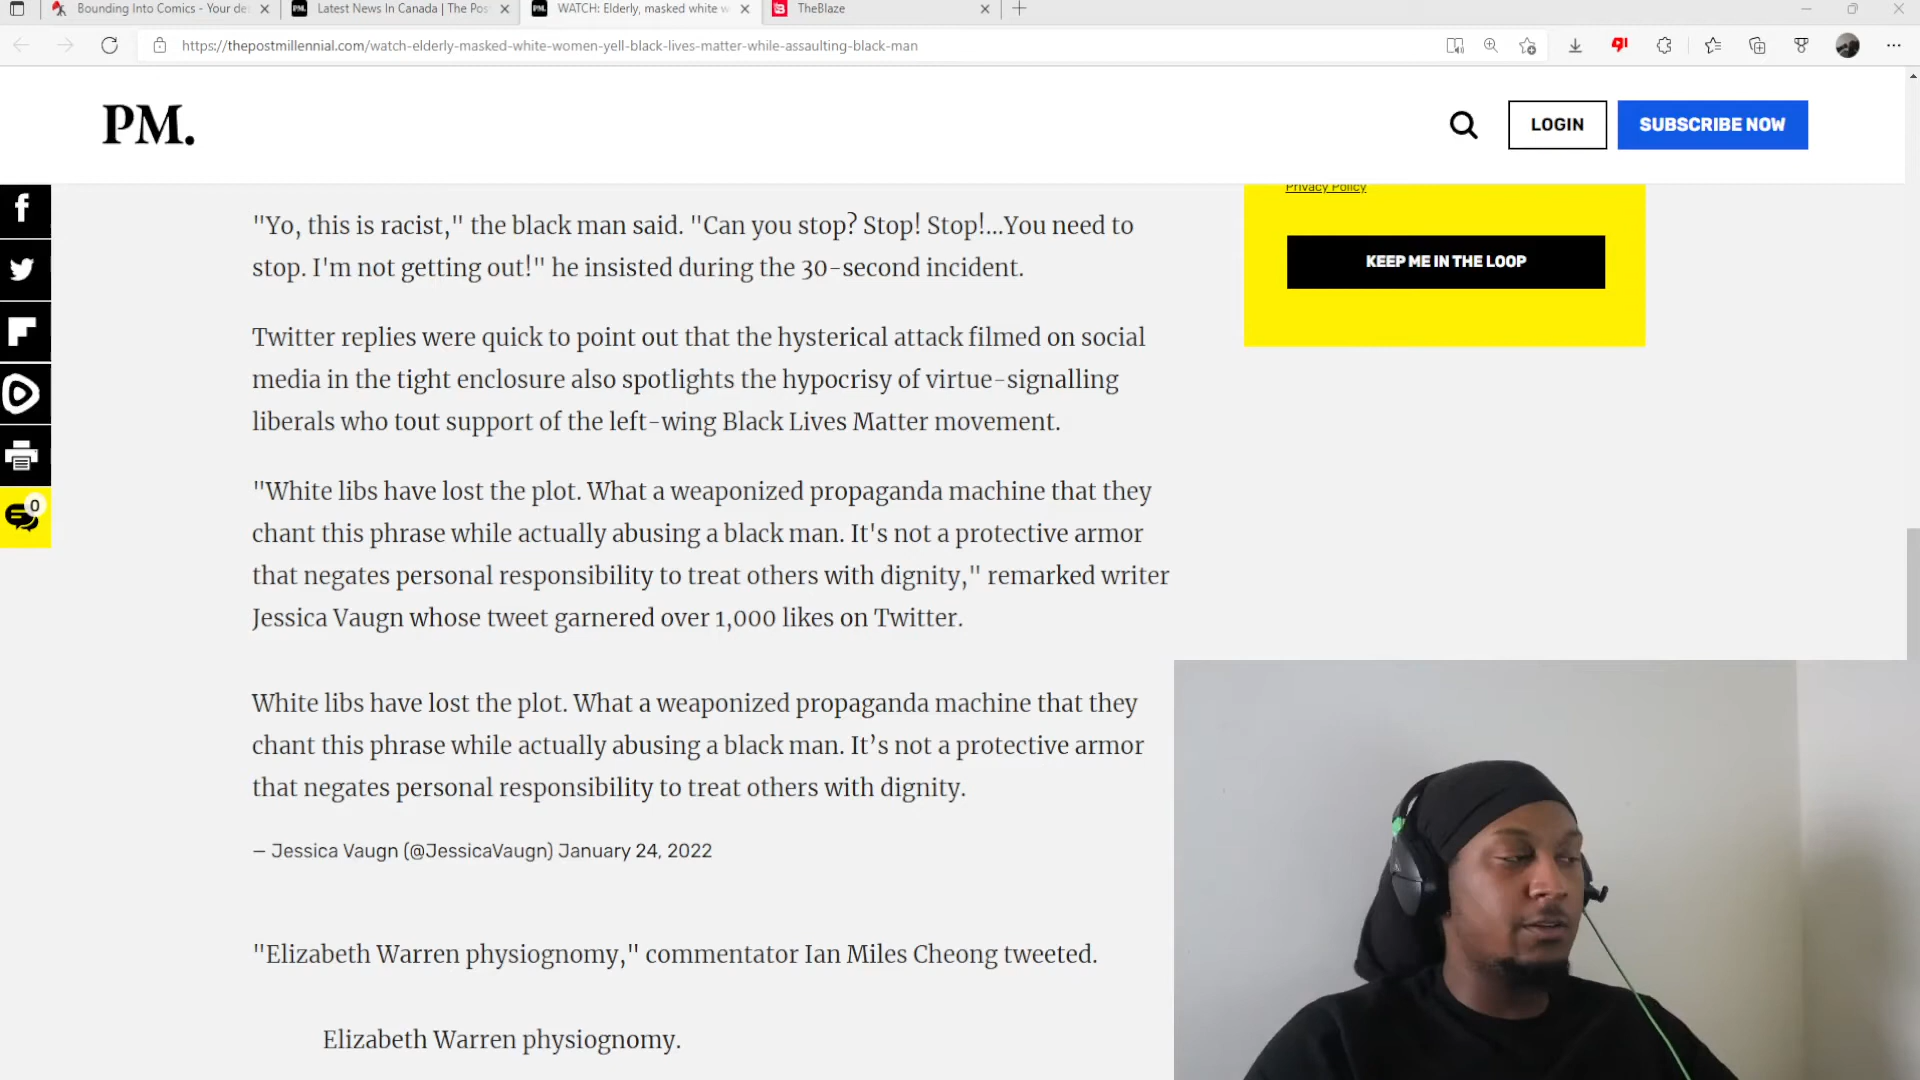 Bounding Into Comics - Your de
Latest News In Canada | The Pos
WATCH: Elderly, masked white w
TheBlaze
https://thepostmillennial.com/watch-elderly-masked-white-women-yell-black-lives-matter-while-assaulting-black-man
PM.
LOGIN
SUBSCRIBE NOW
Privacy Policy
KEEP ME IN THE LOOP
0
"Yo, this is racist," the black man said. "Can you stop? Stop! Stop!...You need to
stop. I'm not getting out!" he insisted during the 30-second incident.
Twitter replies were quick to point out that the hysterical attack filmed on social
media in the tight enclosure also spotlights the hypocrisy of virtue-signalling
liberals who tout support of the left-wing Black Lives Matter movement.
"White libs have lost the plot. What a weaponized propaganda machine that they
chant this phrase while actually abusing a black man. It's not a protective armor
that negates personal responsibility to treat others with dignity," remarked writer
Jessica Vaugn whose tweet garnered over 1,000 likes on Twitter.
White libs have lost the plot. What a weaponized propaganda machine that they
chant this phrase while actually abusing a black man. It’s not a protective armor
that negates personal responsibility to treat others with dignity.
— Jessica Vaugn (@JessicaVaugn) January 24, 2022
"Elizabeth Warren physiognomy," commentator Ian Miles Cheong tweeted.
Elizabeth Warren physiognomy.